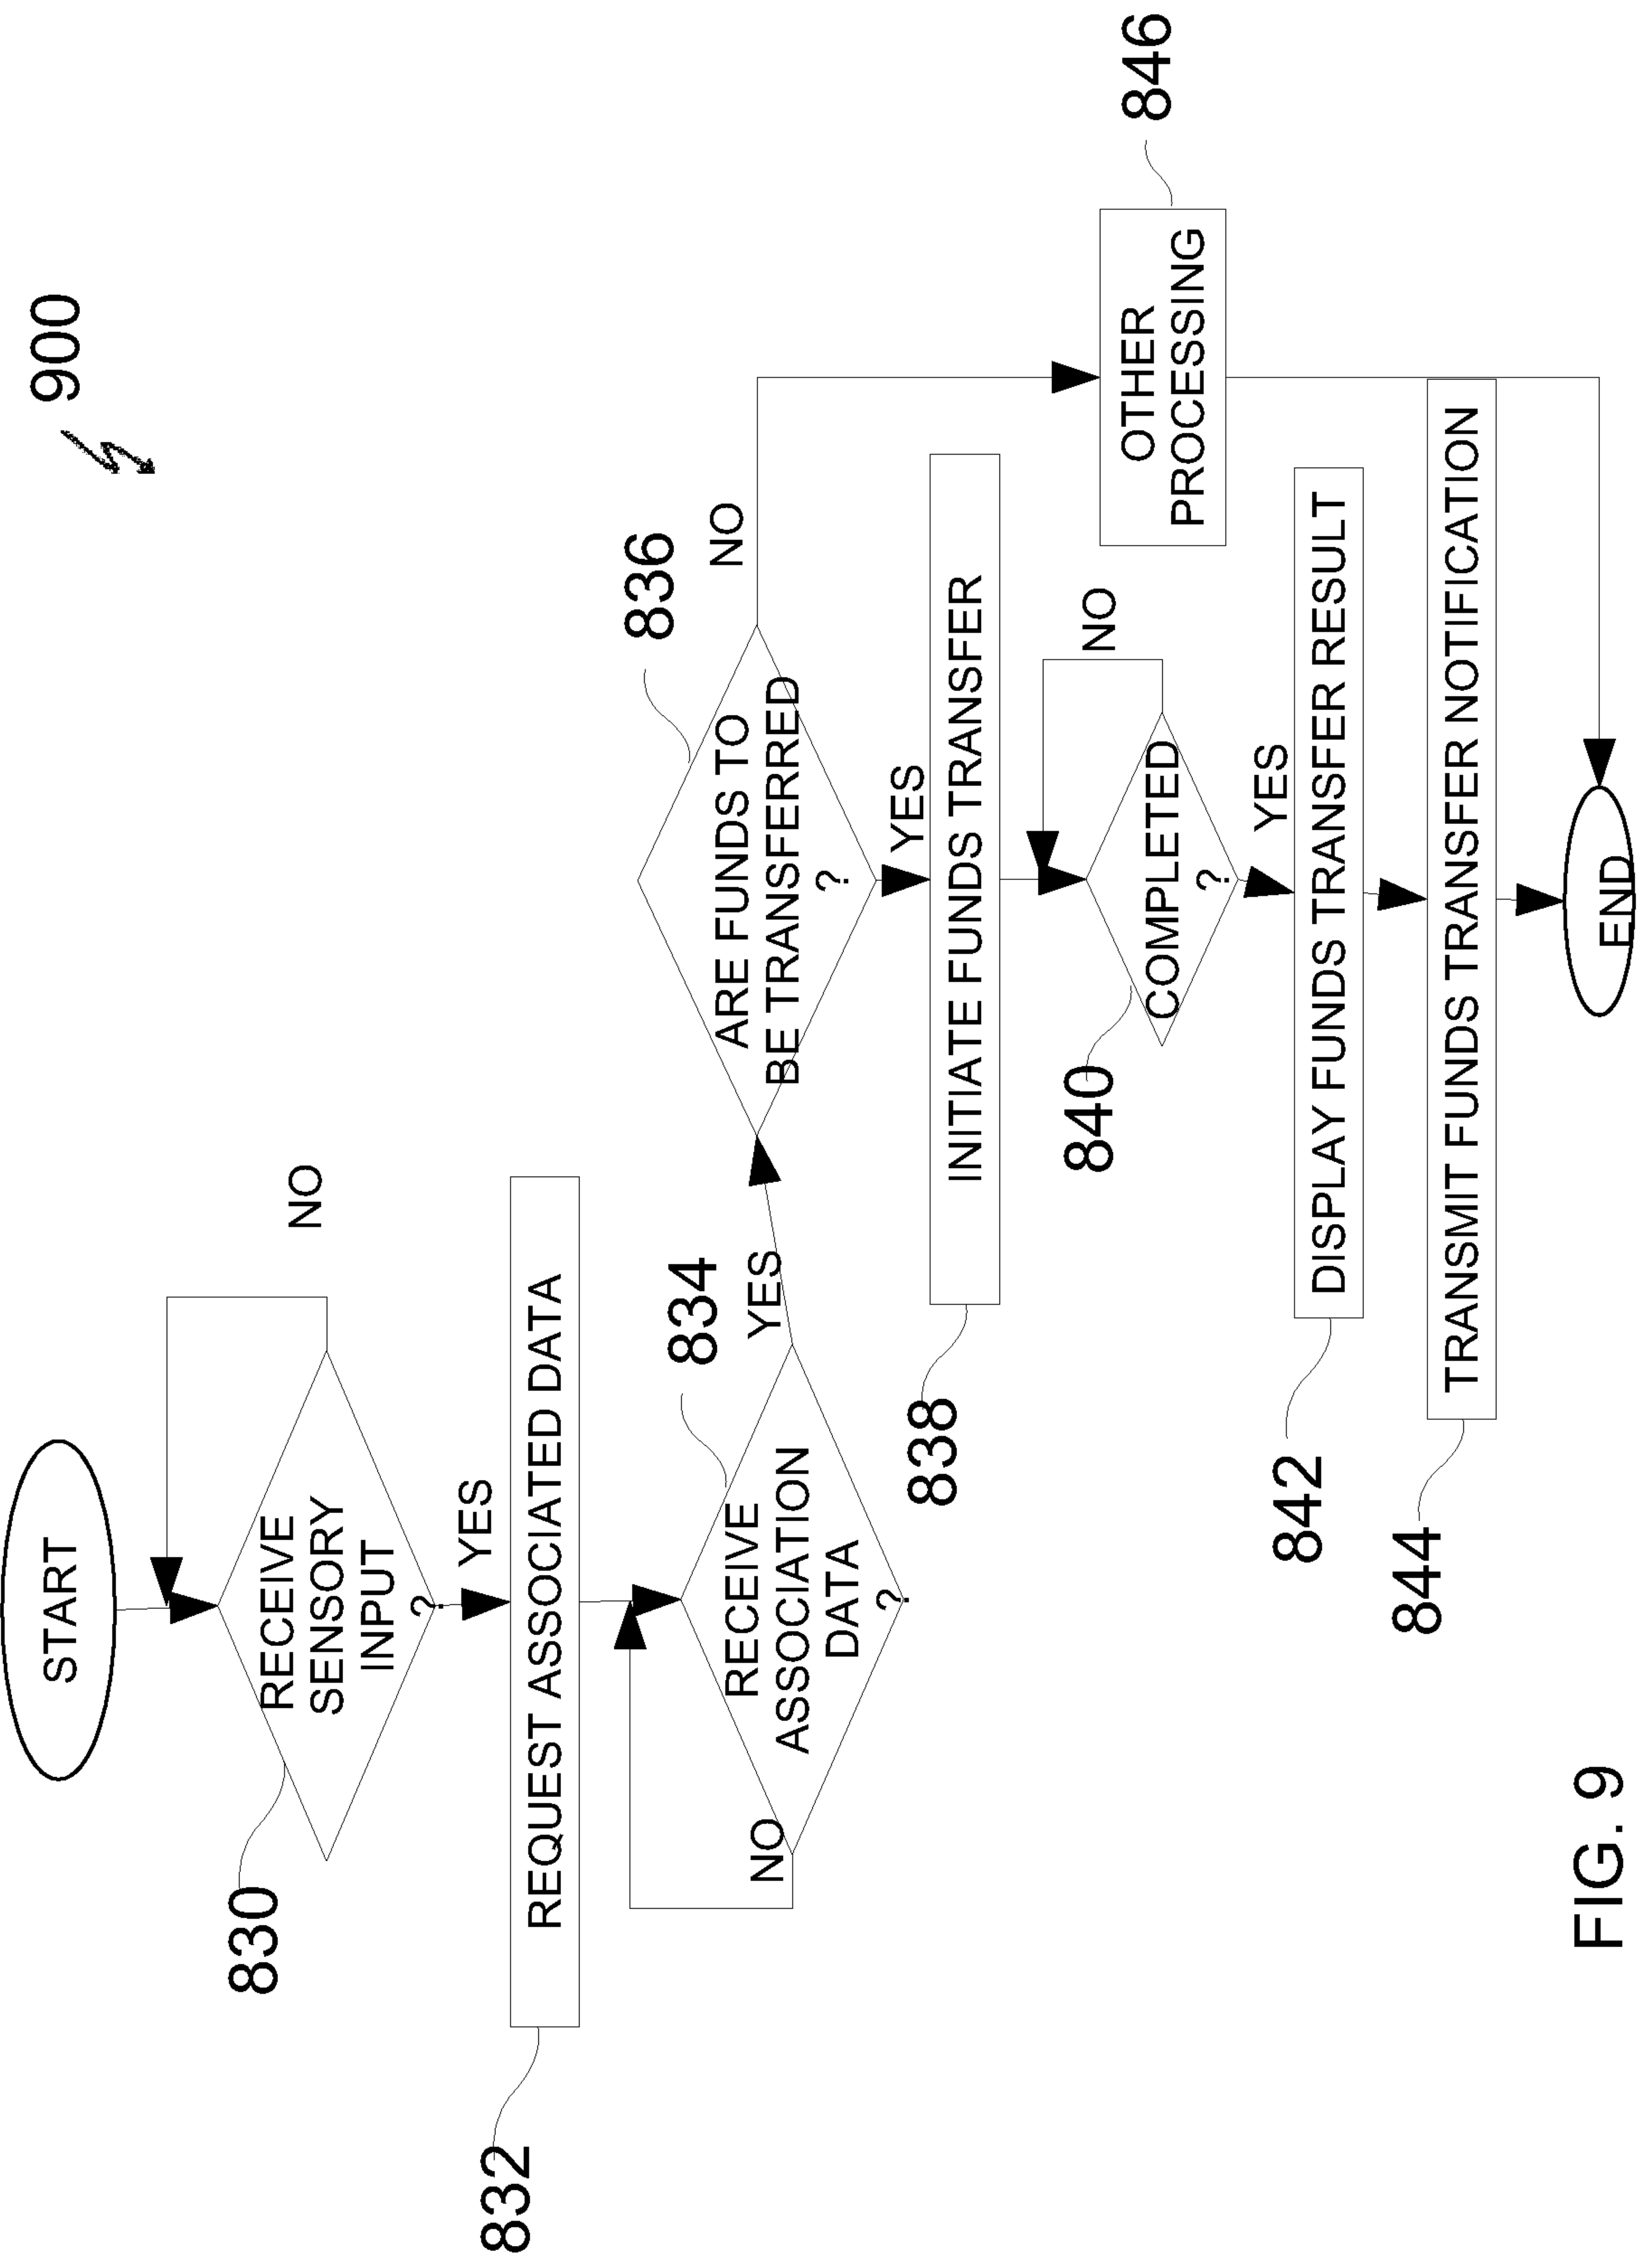 900
START
RECEIVE
SENSORY
INPUT
?
NO
830
YES
REQUEST ASSOCIATED DATA
832
RECEIVE
ASSOCIATION
DATA
?
NO
834
YES
ARE FUNDS TO
BE TRANSFERRED
?
836
NO
YES
INITIATE FUNDS TRANSFER
838
COMPLETED
?
840
NO
YES
OTHER
PROCESSING
846
DISPLAY FUNDS TRANSFER RESULT
842
TRANSMIT FUNDS TRANSFER NOTIFICATION
844
END
FIG. 9